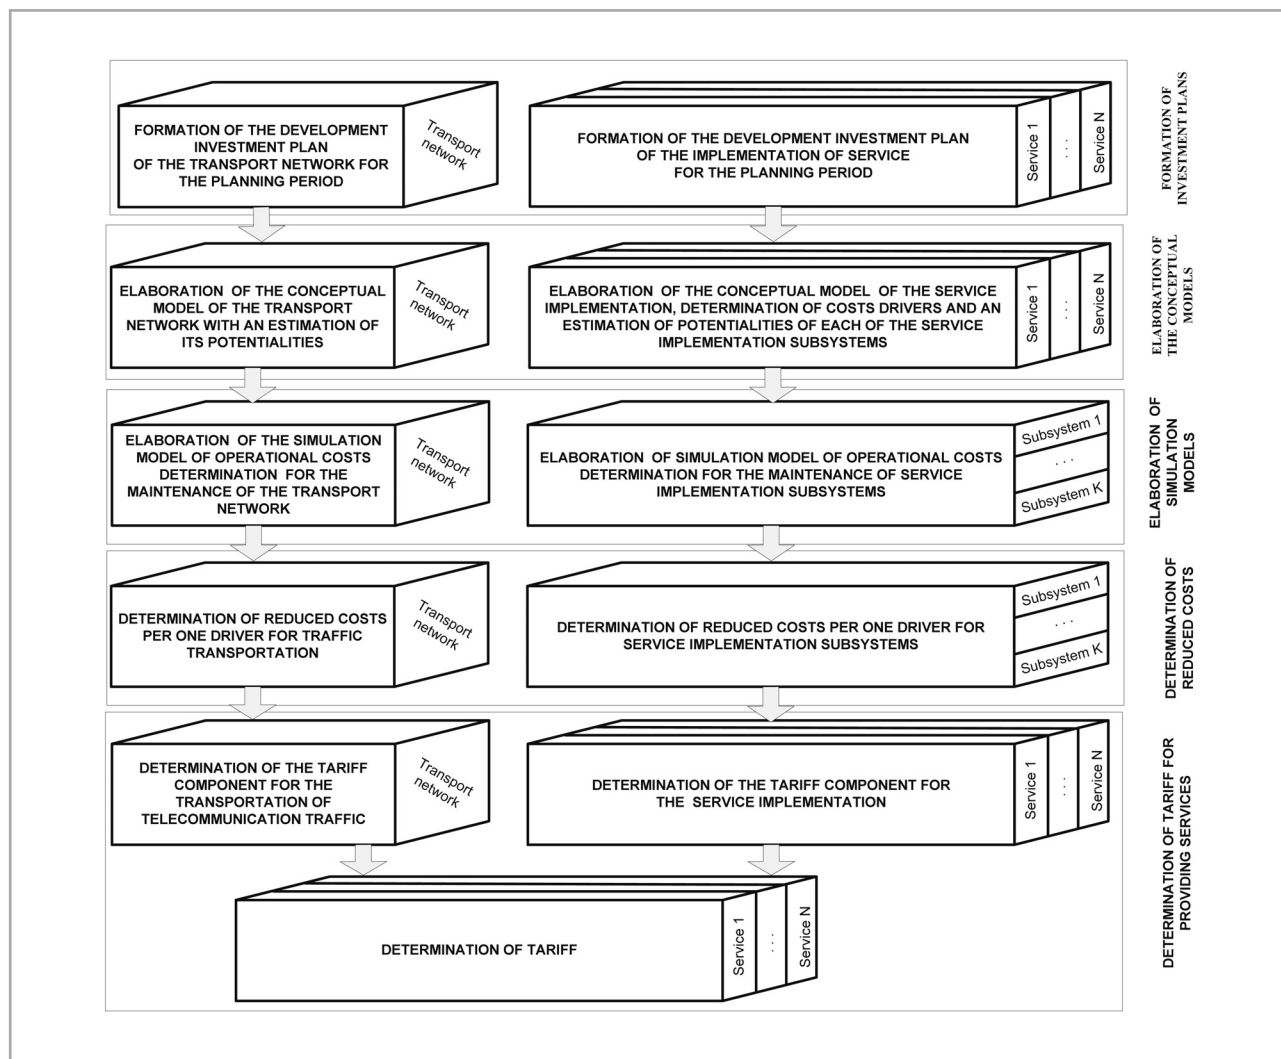 FORMATION OF THE DEVELOPMENT
INVESTMENT PLAN
OF THE TRANSPORT NETWORK FOR
THE PLANNING PERIOD
Transport
network
FORMATION OF THE DEVELOPMENT INVESTMENT PLAN
OF THE IMPLEMENTATION OF SERVICE
FOR THE PLANNING PERIOD
Service 1
. . .
Service N
FORMATION OF
INVESTMENT PLANS
ELABORATION OF THE CONCEPTUAL
MODEL OF THE TRANSPORT
NETWORK WITH AN ESTIMATION OF
ITS POTENTIALITIES
Transport
network
ELABORATION OF THE CONCEPTUAL MODEL OF THE SERVICE
IMPLEMENTATION, DETERMINATION OF COSTS DRIVERS AND AN
ESTIMATION OF POTENTIALITIES OF EACH OF THE SERVICE
IMPLEMENTATION SUBSYSTEMS
Service 1
. . .
Service N
ELABORATION OF
THE CONCEPTUAL
MODELS
ELABORATION OF THE SIMULATION
MODEL OF OPERATIONAL COSTS
DETERMINATION FOR THE
MAINTENANCE OF THE TRANSPORT
NETWORK
Transport
network
ELABORATION OF SIMULATION MODEL OF OPERATIONAL COSTS
DETERMINATION FOR THE MAINTENANCE OF SERVICE
IMPLEMENTATION SUBSYSTEMS
Subsystem 1
. . .
Subsystem K
ELABORATION OF
SIMULATION
MODELS
DETERMINATION OF REDUCED COSTS
PER ONE DRIVER FOR TRAFFIC
TRANSPORTATION
Transport
network
DETERMINATION OF REDUCED COSTS PER ONE DRIVER FOR
SERVICE IMPLEMENTATION SUBSYSTEMS
Subsystem 1
. . .
Subsystem K
DETERMINATION OF
REDUCED COSTS
DETERMINATION OF THE TARIFF
COMPONENT FOR THE
TRANSPORTATION OF
TELECOMMUNICATION TRAFFIC
Transport
network
DETERMINATION OF THE TARIFF COMPONENT FOR
THE SERVICE IMPLEMENTATION
Service 1
. . .
Service N
DETERMINATION OF TARIFF FOR
PROVIDING SERVICES
DETERMINATION OF TARIFF
Service 1
. . .
Service N